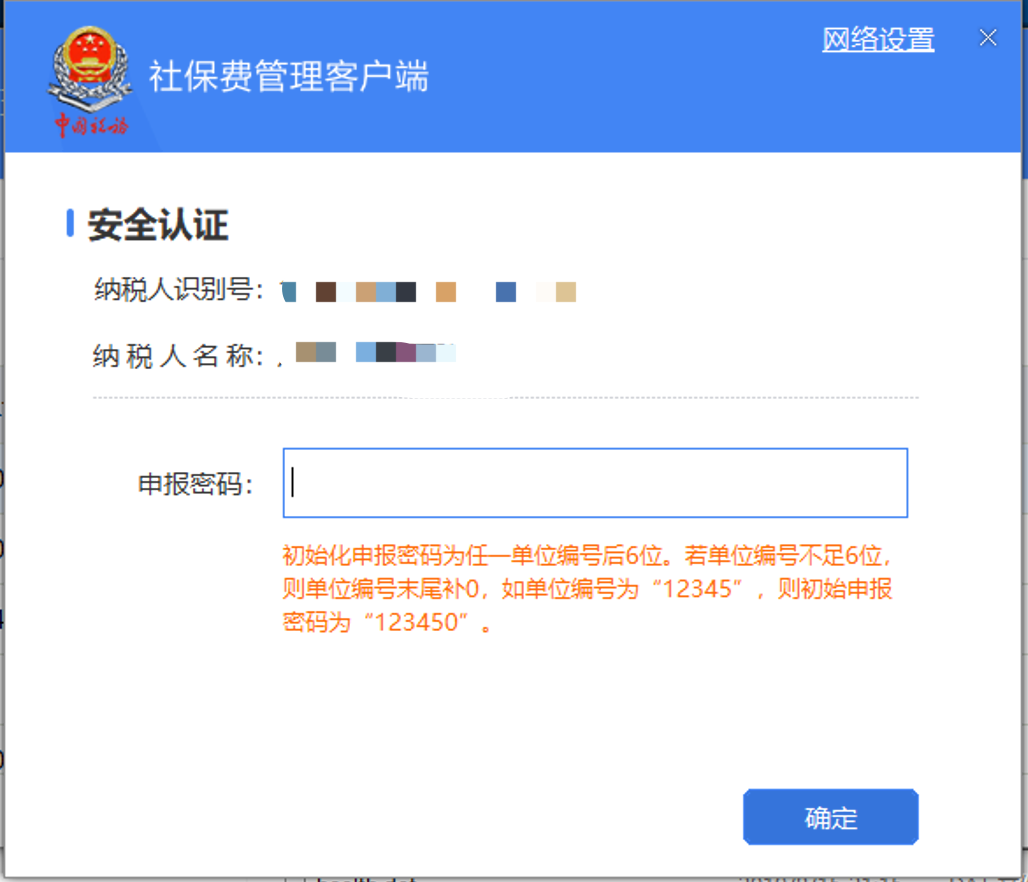 网络设置
社保费管理客户端
中国税务
安全认证
纳税人识别号：
纳税人名称：
申报密码：
初始化申报密码为任一单位编号后6位。若单位编号不足6位，
则单位编号末尾补0，如单位编号为“12345”，则初始申报
密码为“123450”。
确定